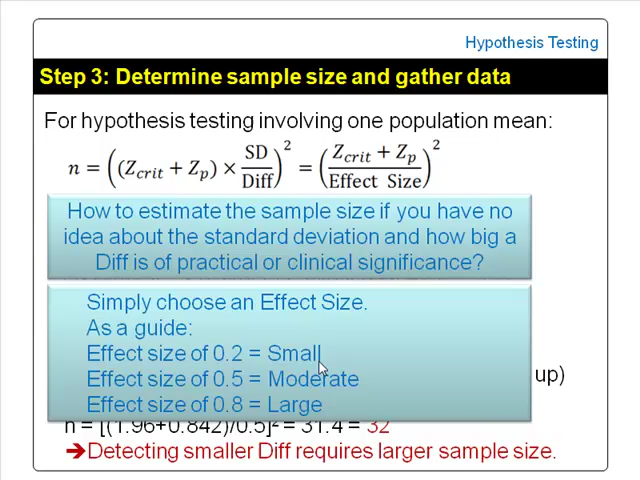 Hypothesis Testing
Step 3: Determine sample size and gather data
For hypothesis testing involving one population mean:
n = ((Z_crit + Z_p) × SD/Diff)² = ((Z_crit + Z_p)/Effect Size)²
How to estimate the sample size if you have no
idea about the standard deviation and how big a
Diff is of practical or clinical significance?
Simply choose an Effect Size.
As a guide:
Effect size of 0.2 = Small
Effect size of 0.5 = Moderate
up)
Effect size of 0.8 = Large
n = [(1.96+0.842)/0.5]² = 31.4 = 32
➔Detecting smaller Diff requires larger sample size.